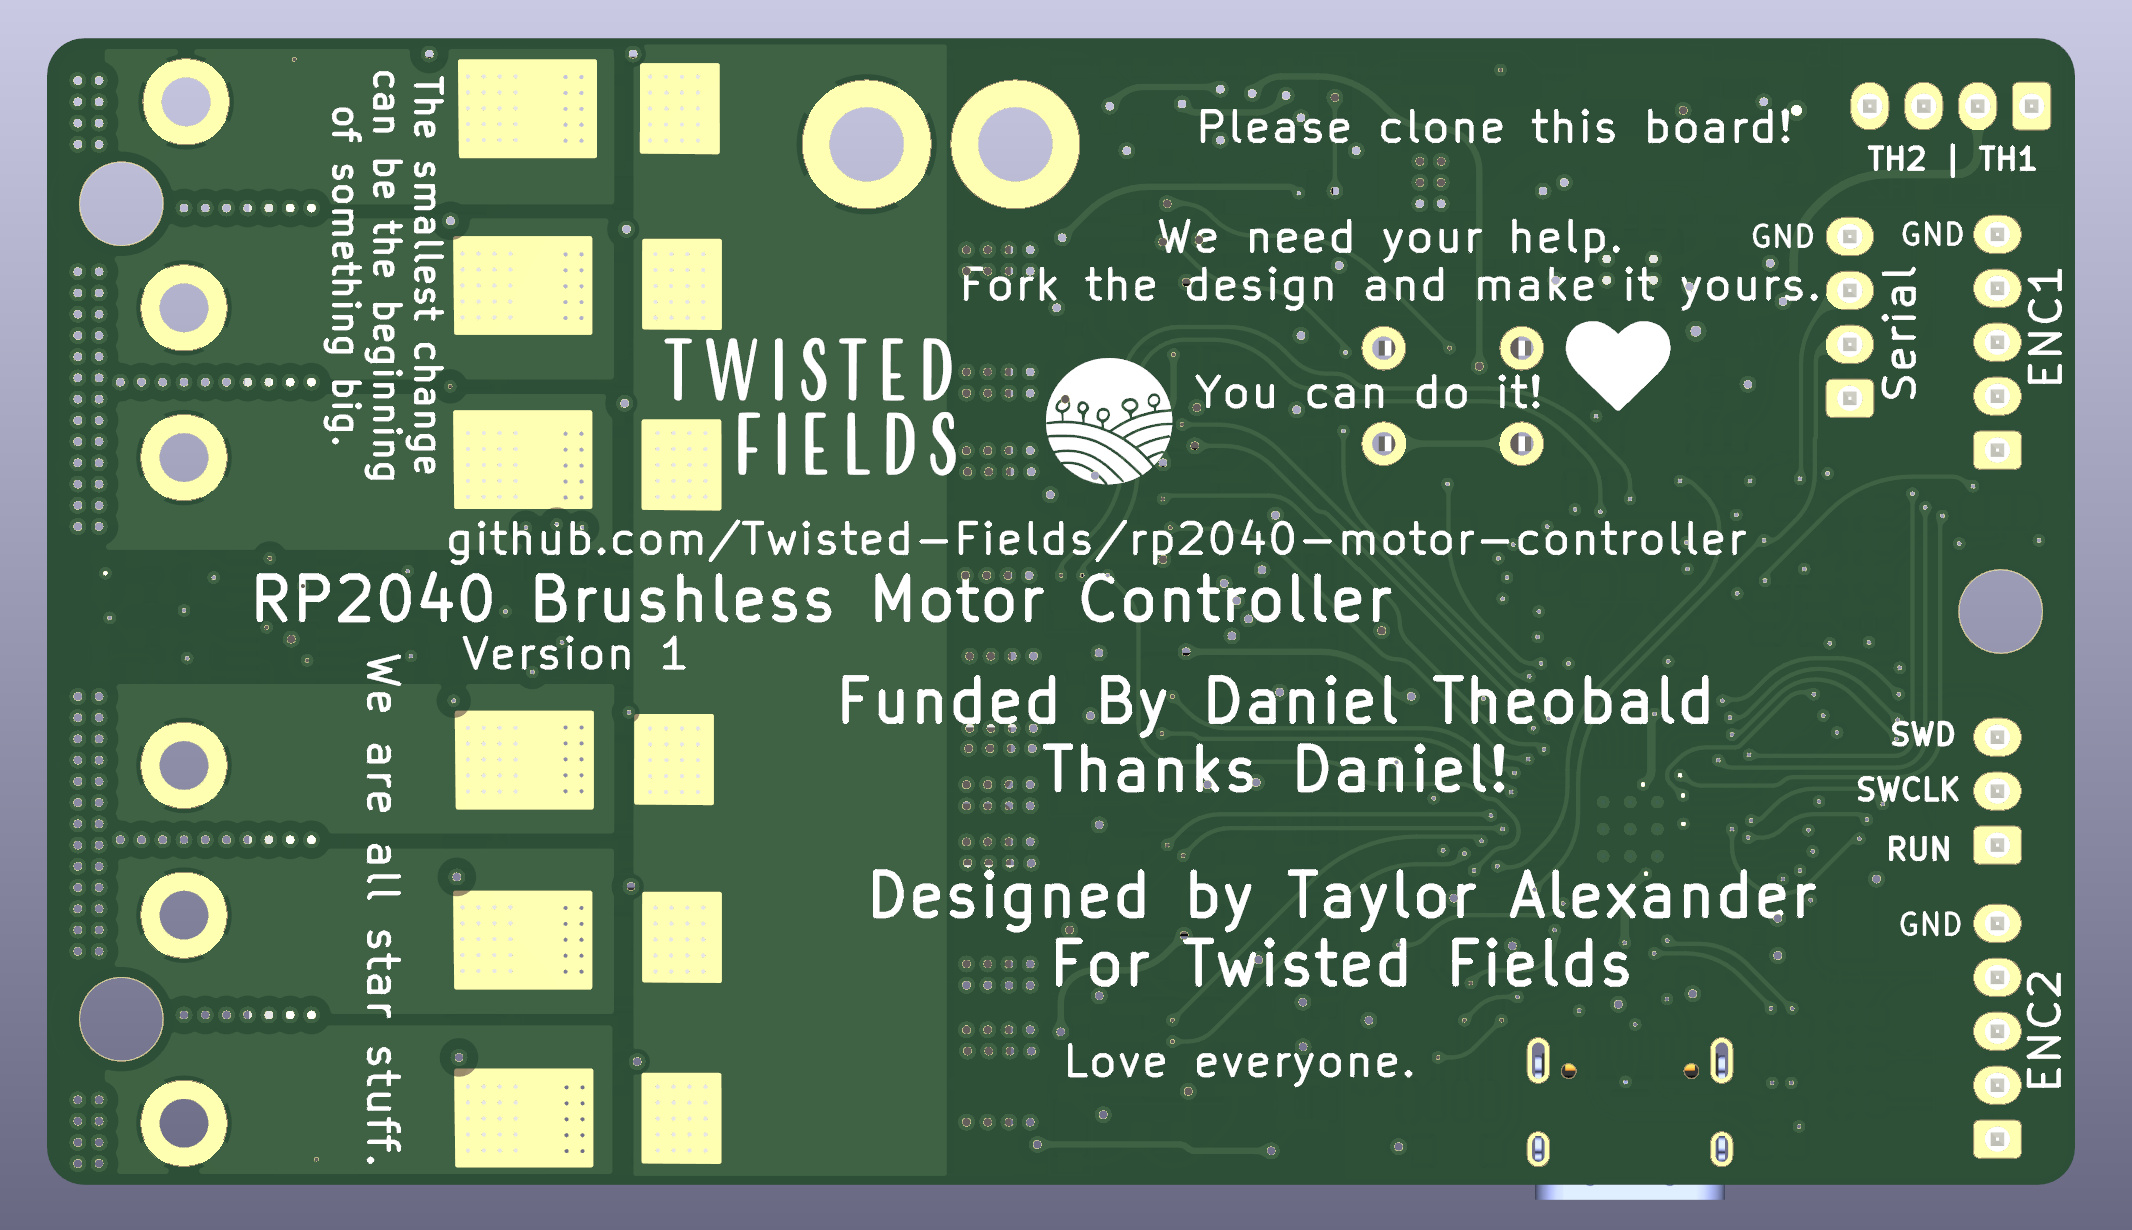 The smallest change
can be the beginning
of something big.
Please clone this board!
TH2 | TH1
We need your help.
Fork the design and make it yours.
GND
GND
Serial
ENC1
TWISTED
FIELDS
You can do it!
github.com/Twisted-Fields/rp2040-motor-controller
RP2040 Brushless Motor Controller
Version 1
We are all star stuff.
Funded By Daniel Theobald
Thanks Daniel!
SWD
SWCLK
RUN
Designed by Taylor Alexander
For Twisted Fields
GND
ENC2
Love everyone.